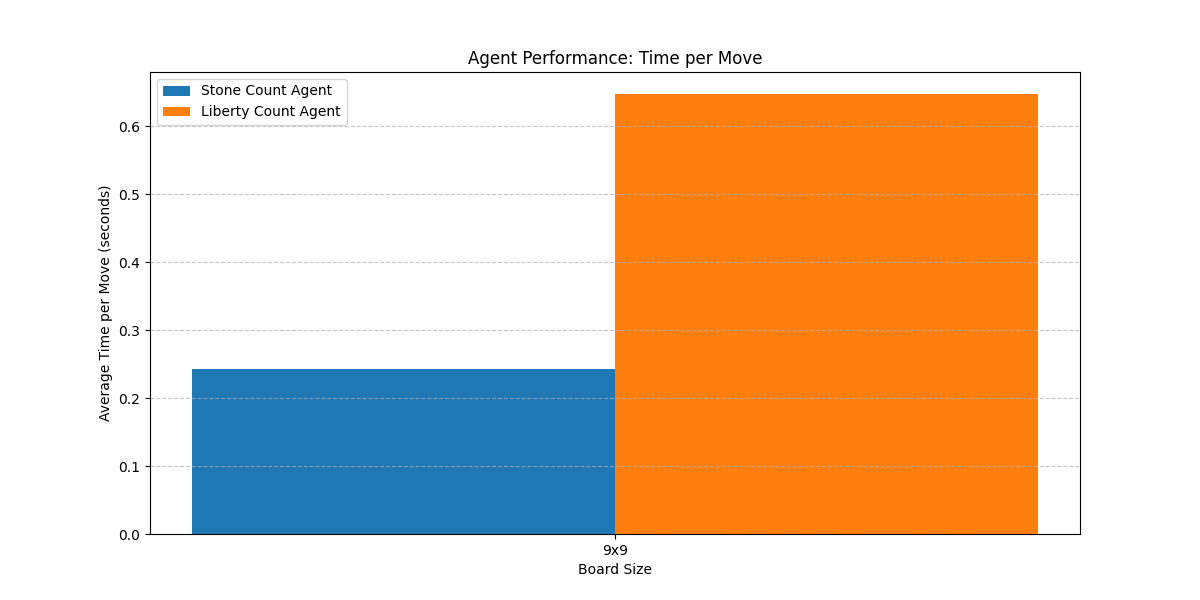 Agent Performance: Time per Move
Stone Count Agent
Liberty Count Agent
Average Time per Move (seconds)
0.6
0.5
0.4
0.3
0.2
0.1
0.0
9x9
Board Size